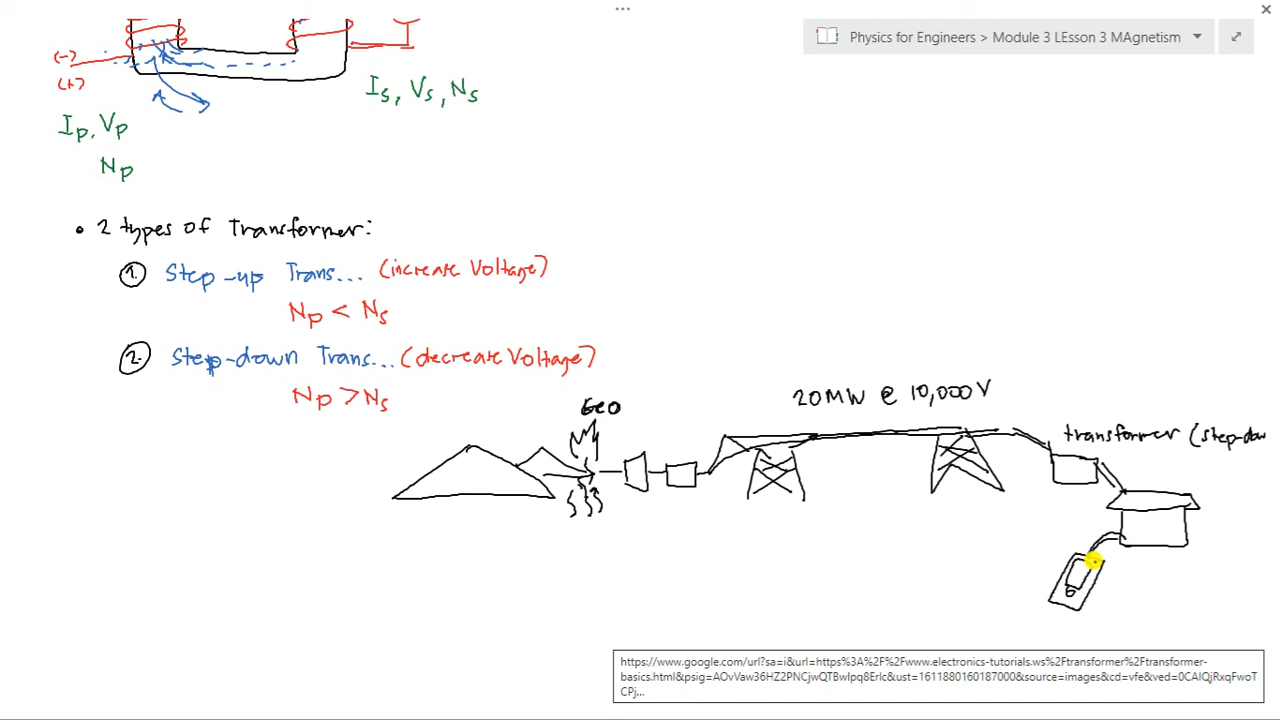 ...
Physics for Engineers > Module 3 LEsson 3 MAgnetism
(-)
(+)
Is, Vs, Ns
Ip, Vp
Np
• 2 types of Transformer:
1. Step-up Trans... (increase Voltage)
Np < Ns
2. Step-down Trans... (decrease Voltage)
Np > Ns
GEO
20MW @ 10,000V
transformer (step-dow
https://www.google.com/url?sa=i&url=https%3A%2F%2Fwww.electronics-tutorials.ws%2Ftransformer%2Ftransformer-
basics.html&psig=AOvVaw36HZ2PNCjwQTBwIpq8Erlc&ust=1611880160187000&source=images&cd=vfe&ved=0CAIQjRxqFwoT
CPj...